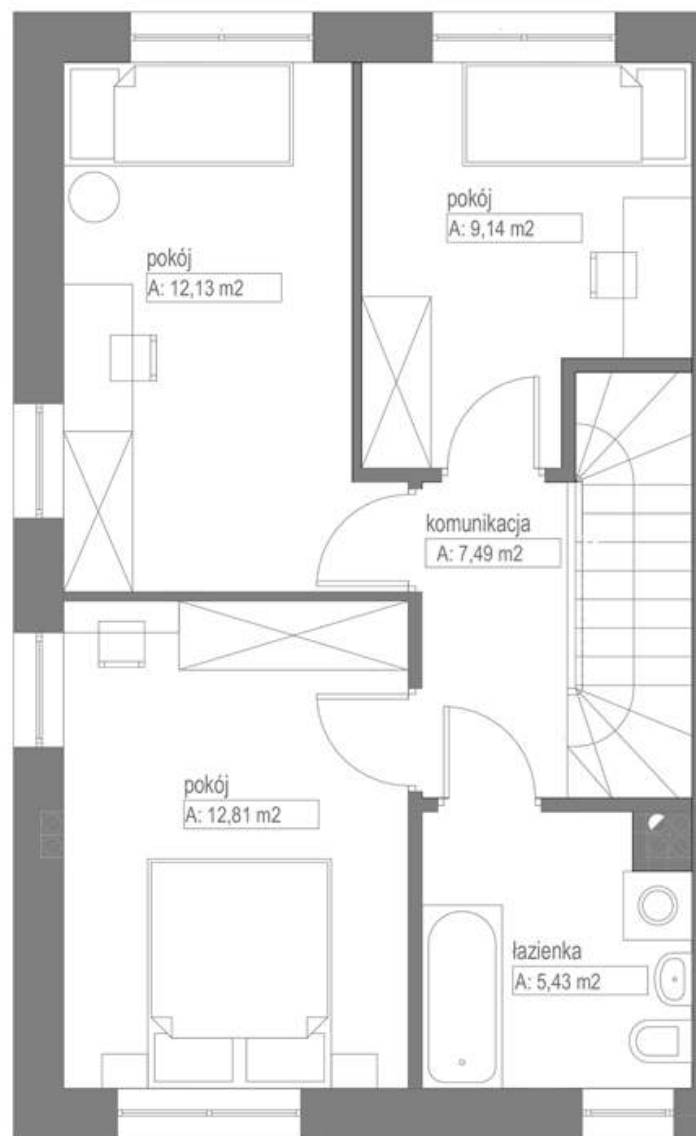 pokój
A: 9,14 m2
pokój
A: 12,13 m2
komunikacja
A: 7,49 m2
pokój
A: 12,81 m2
łazienka
A: 5,43 m2